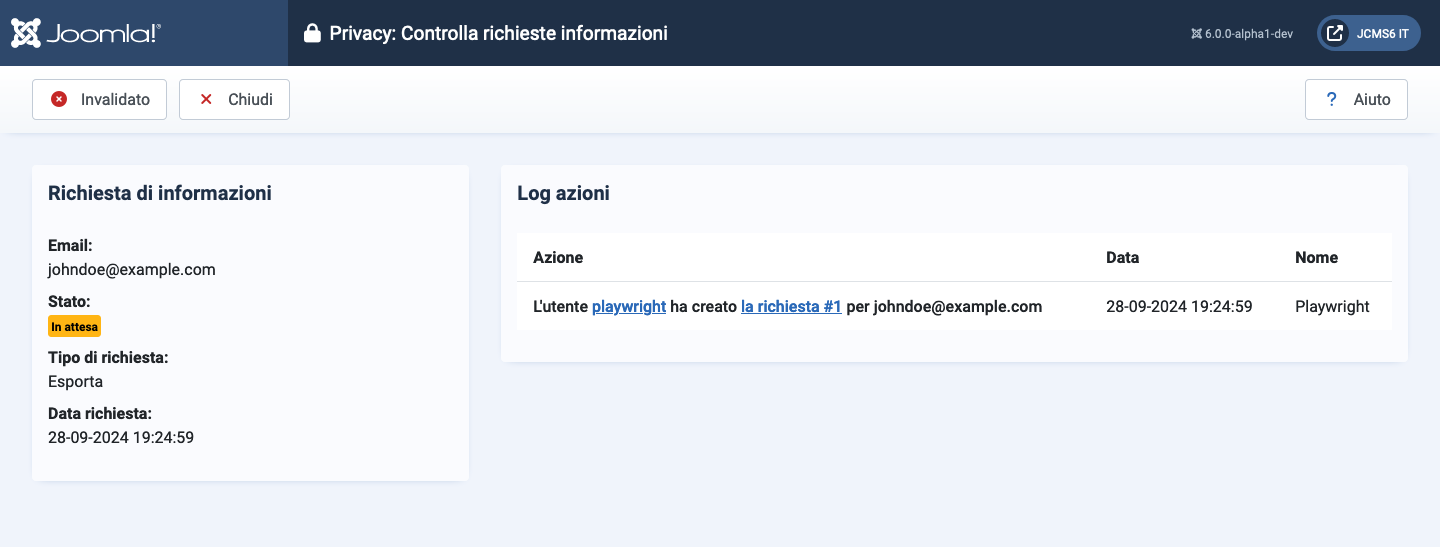 Joomla!®
Privacy: Controlla richieste informazioni
6.0.0-alpha1-dev
JCMS6 IT
Invalidato
Chiudi
? Aiuto
Richiesta di informazioni
Email:
johndoe@example.com
Stato:
In attesa
Tipo di richiesta:
Esporta
Data richiesta:
28-09-2024 19:24:59
Log azioni
Azione Data Nome
L'utente playwright ha creato la richiesta #1 per johndoe@example.com 28-09-2024 19:24:59 Playwright